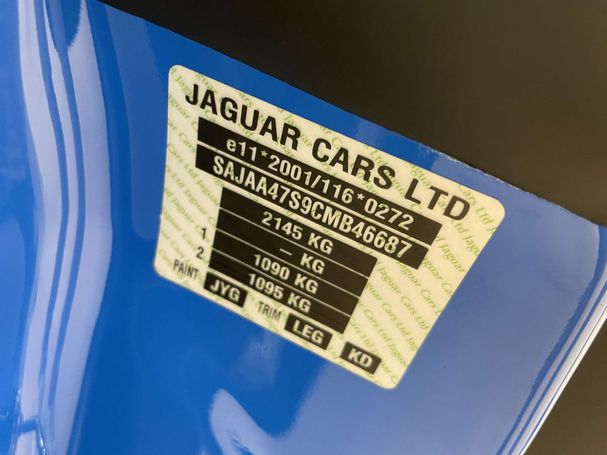 JAGUAR CARS LTD
e11*2001/116*0272
SAJAA47S9CMB46687
2145 KG
– KG
1 1090 KG
2 1095 KG
PAINT JYG TRIM LEG KD